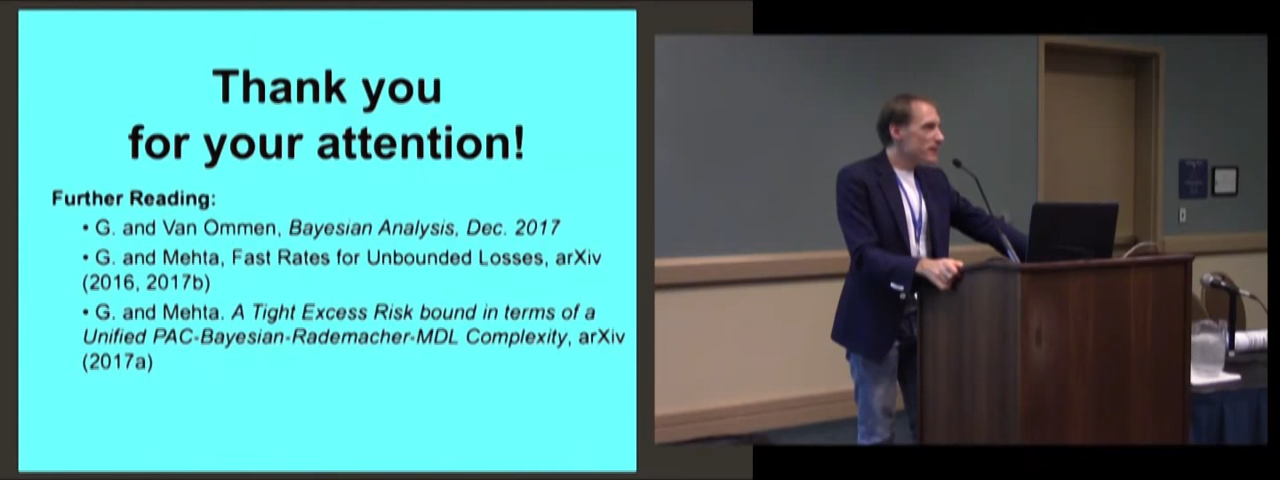 Thank you
for your attention!
Further Reading:
• G. and Van Ommen, Bayesian Analysis, Dec. 2017
• G. and Mehta, Fast Rates for Unbounded Losses, arXiv
(2016, 2017b)
• G. and Mehta. A Tight Excess Risk bound in terms of a
Unified PAC-Bayesian-Rademacher-MDL Complexity, arXiv
(2017a)